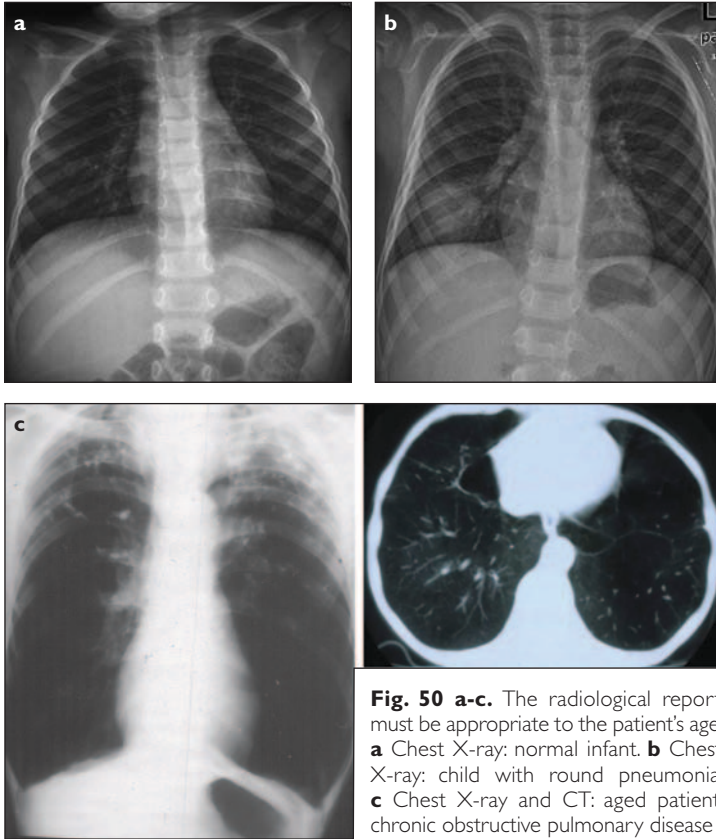 a
b
L
pa
c
Fig. 50 a-c. The radiological report
must be appropriate to the patient's age.
a Chest X-ray: normal infant. b Chest
X-ray: child with round pneumonia.
c Chest X-ray and CT: aged patient,
chronic obstructive pulmonary disease